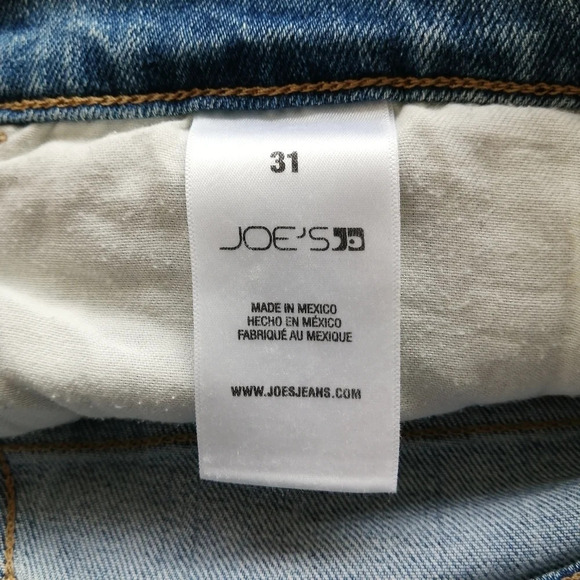 31
JOE'S
MADE IN MEXICO
HECHO EN MÉXICO
FABRIQUÉ AU MEXIQUE
WWW.JOESJEANS.COM